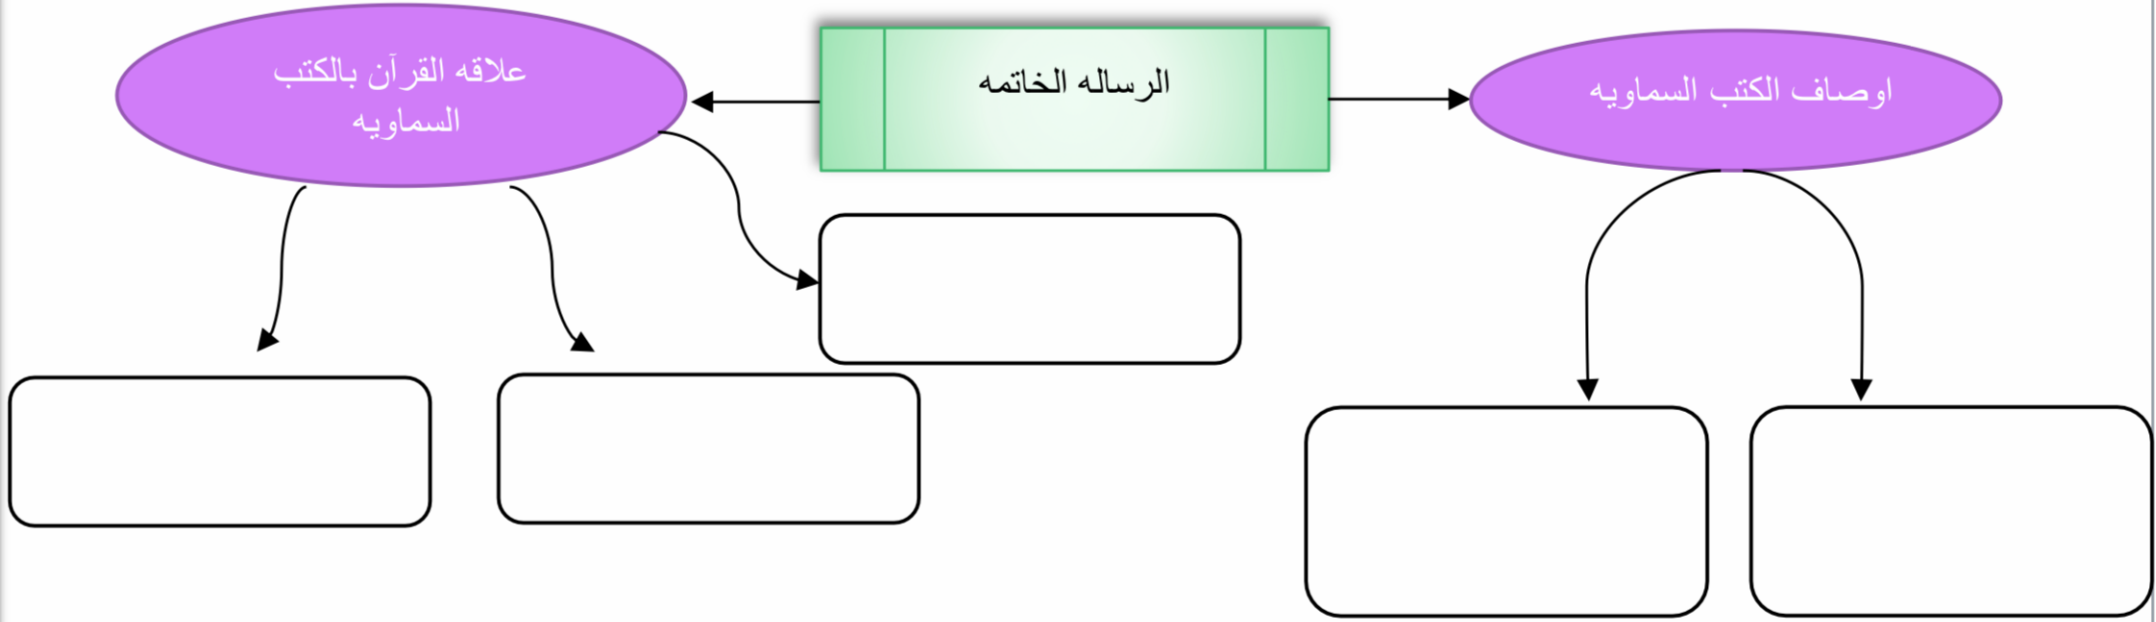 اوصاف الكتب السماويه
الرساله الخاتمه
علاقه القرآن بالكتب
السماويه